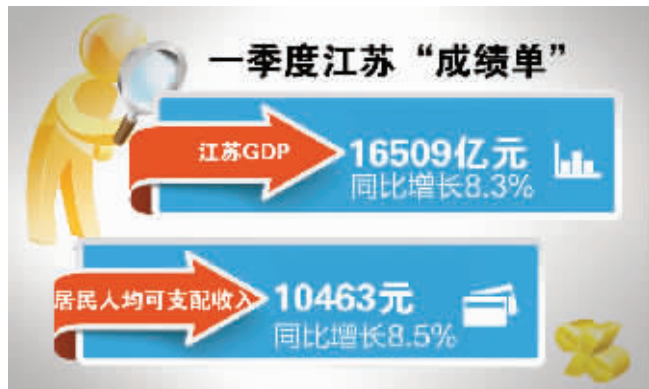 一季度江苏“成绩单”
江苏GDP
16509亿元
同比增长8.3%
居民人均可支配收入
10463元
同比增长8.5%